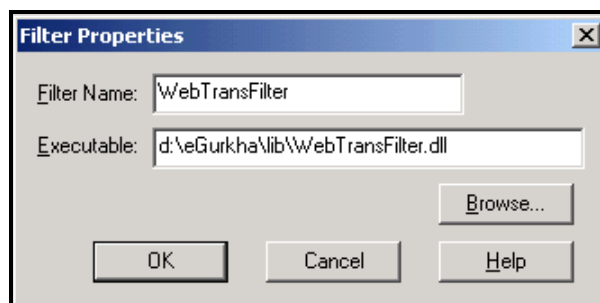 Filter Properties
Filter Name: WebTransFilter
Executable: d:\eGurkha\lib\WebTransFilter.dll
Browse...
OK Cancel Help